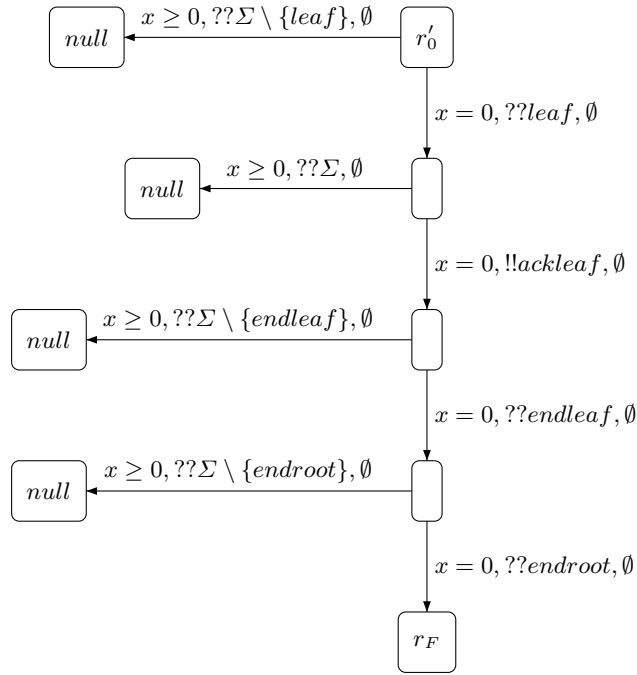 null
x ≥ 0, ??Σ \ {leaf}, ∅
r′₀
x = 0, ??leaf, ∅
null
x ≥ 0, ??Σ, ∅
x = 0, !!ackleaf, ∅
null
x ≥ 0, ??Σ \ {endleaf}, ∅
x = 0, ??endleaf, ∅
null
x ≥ 0, ??Σ \ {endroot}, ∅
x = 0, ??endroot, ∅
r_F